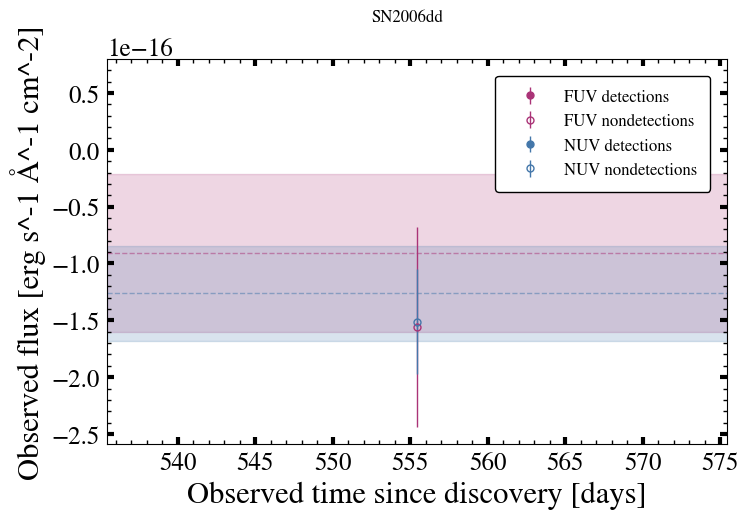 SN2006dd
1e−16
Observed flux [erg s^-1 Å^-1 cm^-2]
0.5
0.0
−0.5
−1.0
−1.5
−2.0
−2.5
FUV detections
FUV nondetections
NUV detections
NUV nondetections
540 545 550 555 560 565 570 575
Observed time since discovery [days]